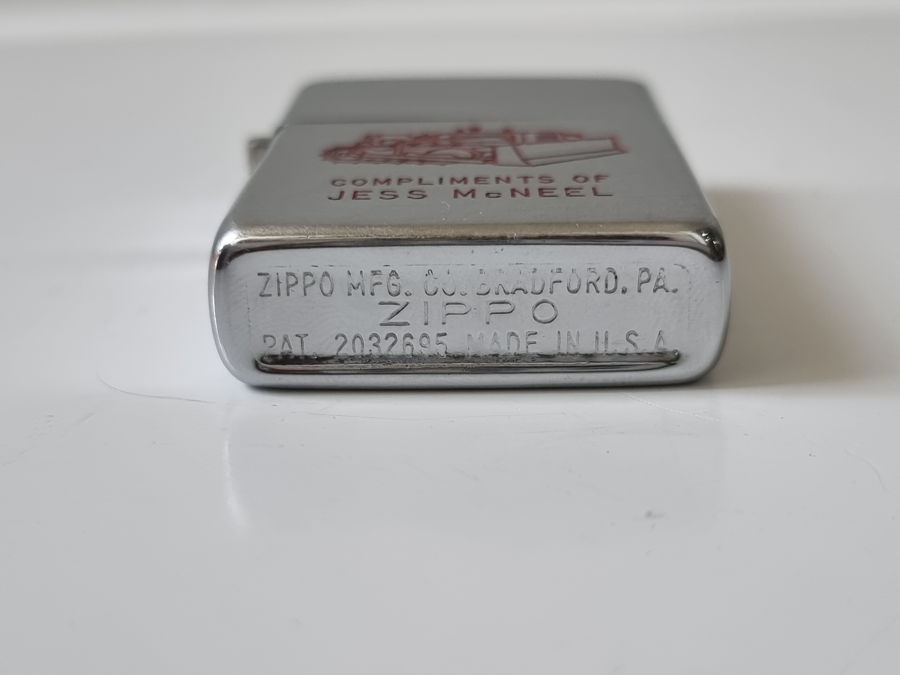 COMPLIMENTS OF
JESS McNEEL
ZIPPO MFG. CO. BRADFORD. PA.
ZIPPO
PAT. 2032695 MADE IN U.S.A.